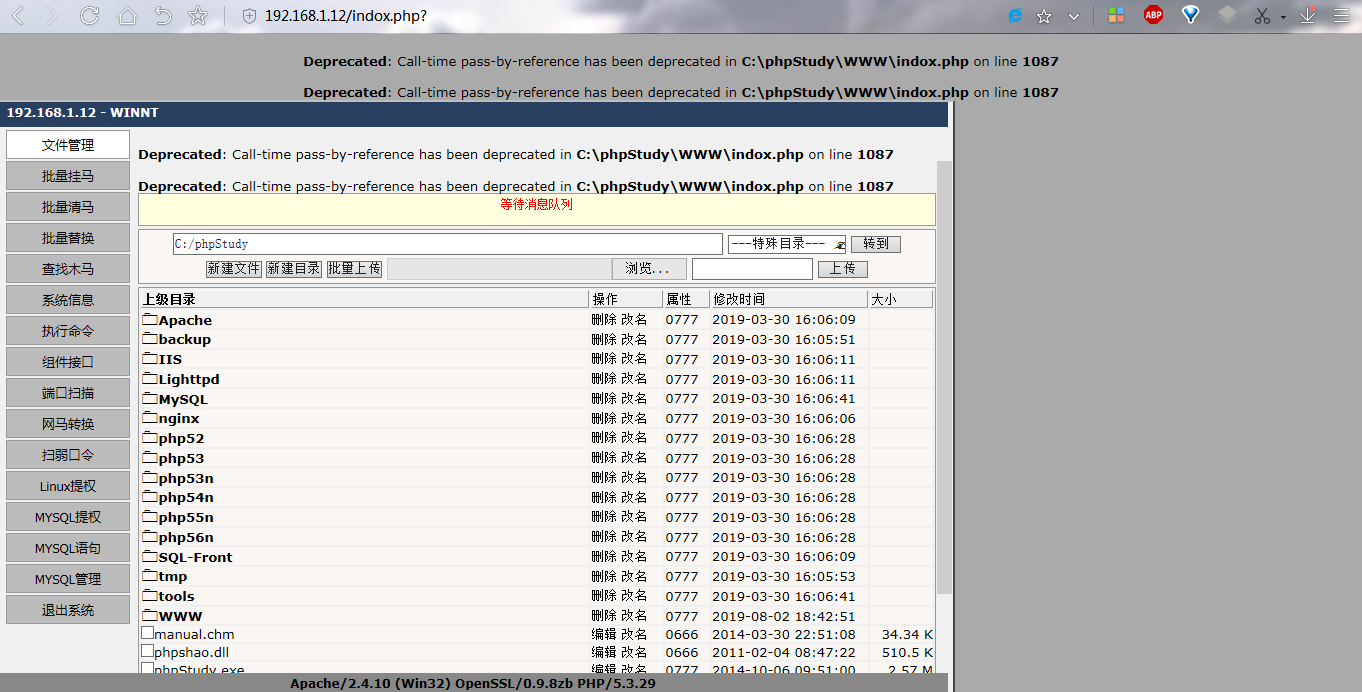 192.168.1.12/indox.php?
ABP
Deprecated: Call-time pass-by-reference has been deprecated in C:\phpStudy\WWW\indox.php on line 1087
Deprecated: Call-time pass-by-reference has been deprecated in C:\phpStudy\WWW\indox.php on line 1087
192.168.1.12 - WINNT
文件管理
批量挂马
批量清马
批量替换
查找木马
系统信息
执行命令
组件接口
端口扫描
网马转换
扫弱口令
Linux提权
MYSQL提权
MYSQL语句
MYSQL管理
退出系统
Deprecated: Call-time pass-by-reference has been deprecated in C:\phpStudy\WWW\indox.php on line 1087
Deprecated: Call-time pass-by-reference has been deprecated in C:\phpStudy\WWW\indox.php on line 1087
等待消息队列
C:/phpStudy ---特殊目录--- 转到
新建文件 新建目录 批量上传 浏览... 上传
上级目录 操作 属性 修改时间 大小
Apache 删除 改名 0777 2019-03-30 16:06:09
backup 删除 改名 0777 2019-03-30 16:05:51
IIS 删除 改名 0777 2019-03-30 16:06:11
Lighttpd 删除 改名 0777 2019-03-30 16:06:11
MySQL 删除 改名 0777 2019-03-30 16:06:41
nginx 删除 改名 0777 2019-03-30 16:06:06
php52 删除 改名 0777 2019-03-30 16:06:28
php53 删除 改名 0777 2019-03-30 16:06:28
php53n 删除 改名 0777 2019-03-30 16:06:28
php54n 删除 改名 0777 2019-03-30 16:06:28
php55n 删除 改名 0777 2019-03-30 16:06:28
php56n 删除 改名 0777 2019-03-30 16:06:28
SQL-Front 删除 改名 0777 2019-03-30 16:06:09
tmp 删除 改名 0777 2019-03-30 16:05:53
tools 删除 改名 0777 2019-03-30 16:06:41
WWW 删除 改名 0777 2019-08-02 18:42:51
manual.chm 编辑 改名 0666 2014-03-30 22:51:08 34.34 K
phpshao.dll 编辑 改名 0666 2011-02-04 08:47:22 510.5 K
phpStudy.exe 编辑 改名 0777 2014-10-06 09:51:00 2.57 M
Apache/2.4.10 (Win32) OpenSSL/0.9.8zb PHP/5.3.29